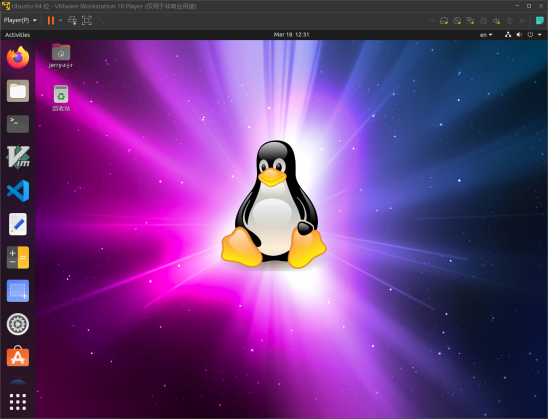 Ubuntu 64 位 - VMware Workstation 16 Player (仅用于非商业用途)
Player(P)
Activities
Mar 18 12:31
en
jerry-z-j-r
回收站
VIM